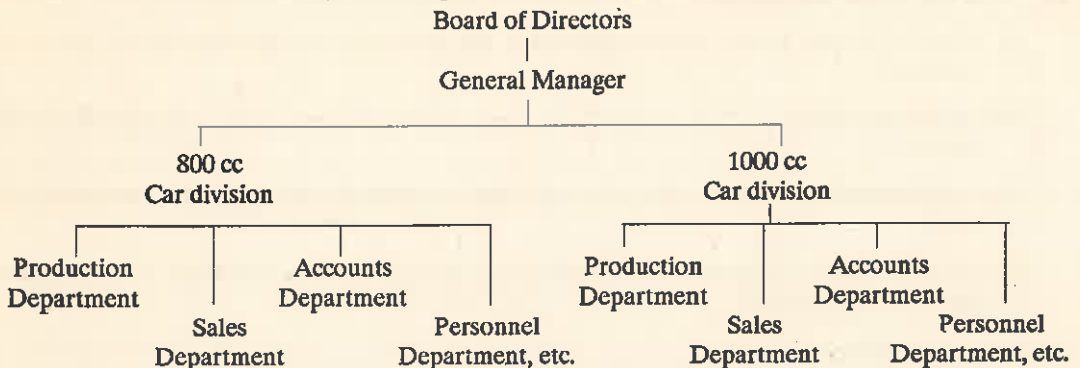 Board of Directors
General Manager
800 cc
Car division
1000 cc
Car division
Production
Department
Sales
Department
Accounts
Department
Personnel
Department, etc.
Production
Department
Sales
Department
Accounts
Department
Personnel
Department, etc.